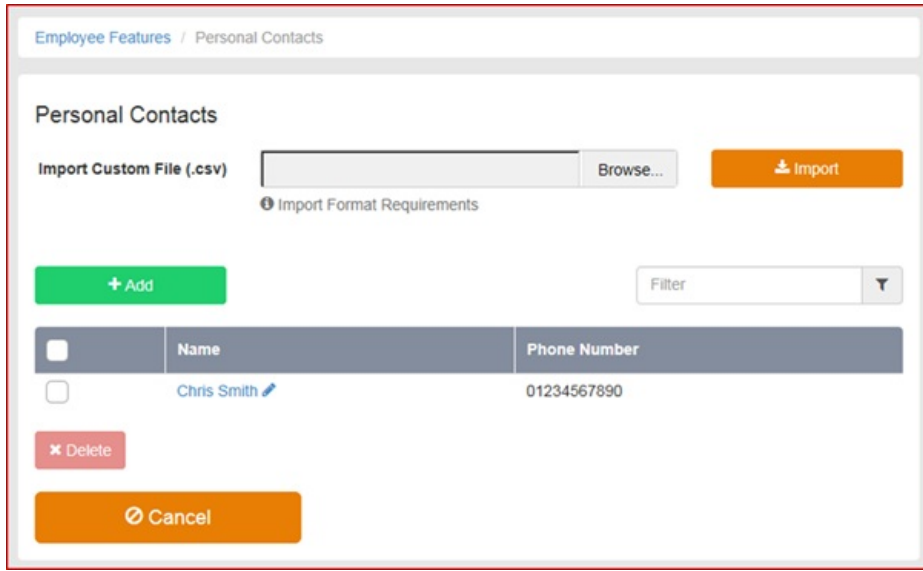 Employee Features / Personal Contacts
Personal Contacts
Import Custom File (.csv)
Browse...
Import
Import Format Requirements
Add
Filter
Name Phone Number
Chris Smith 01234567890
Delete
Cancel